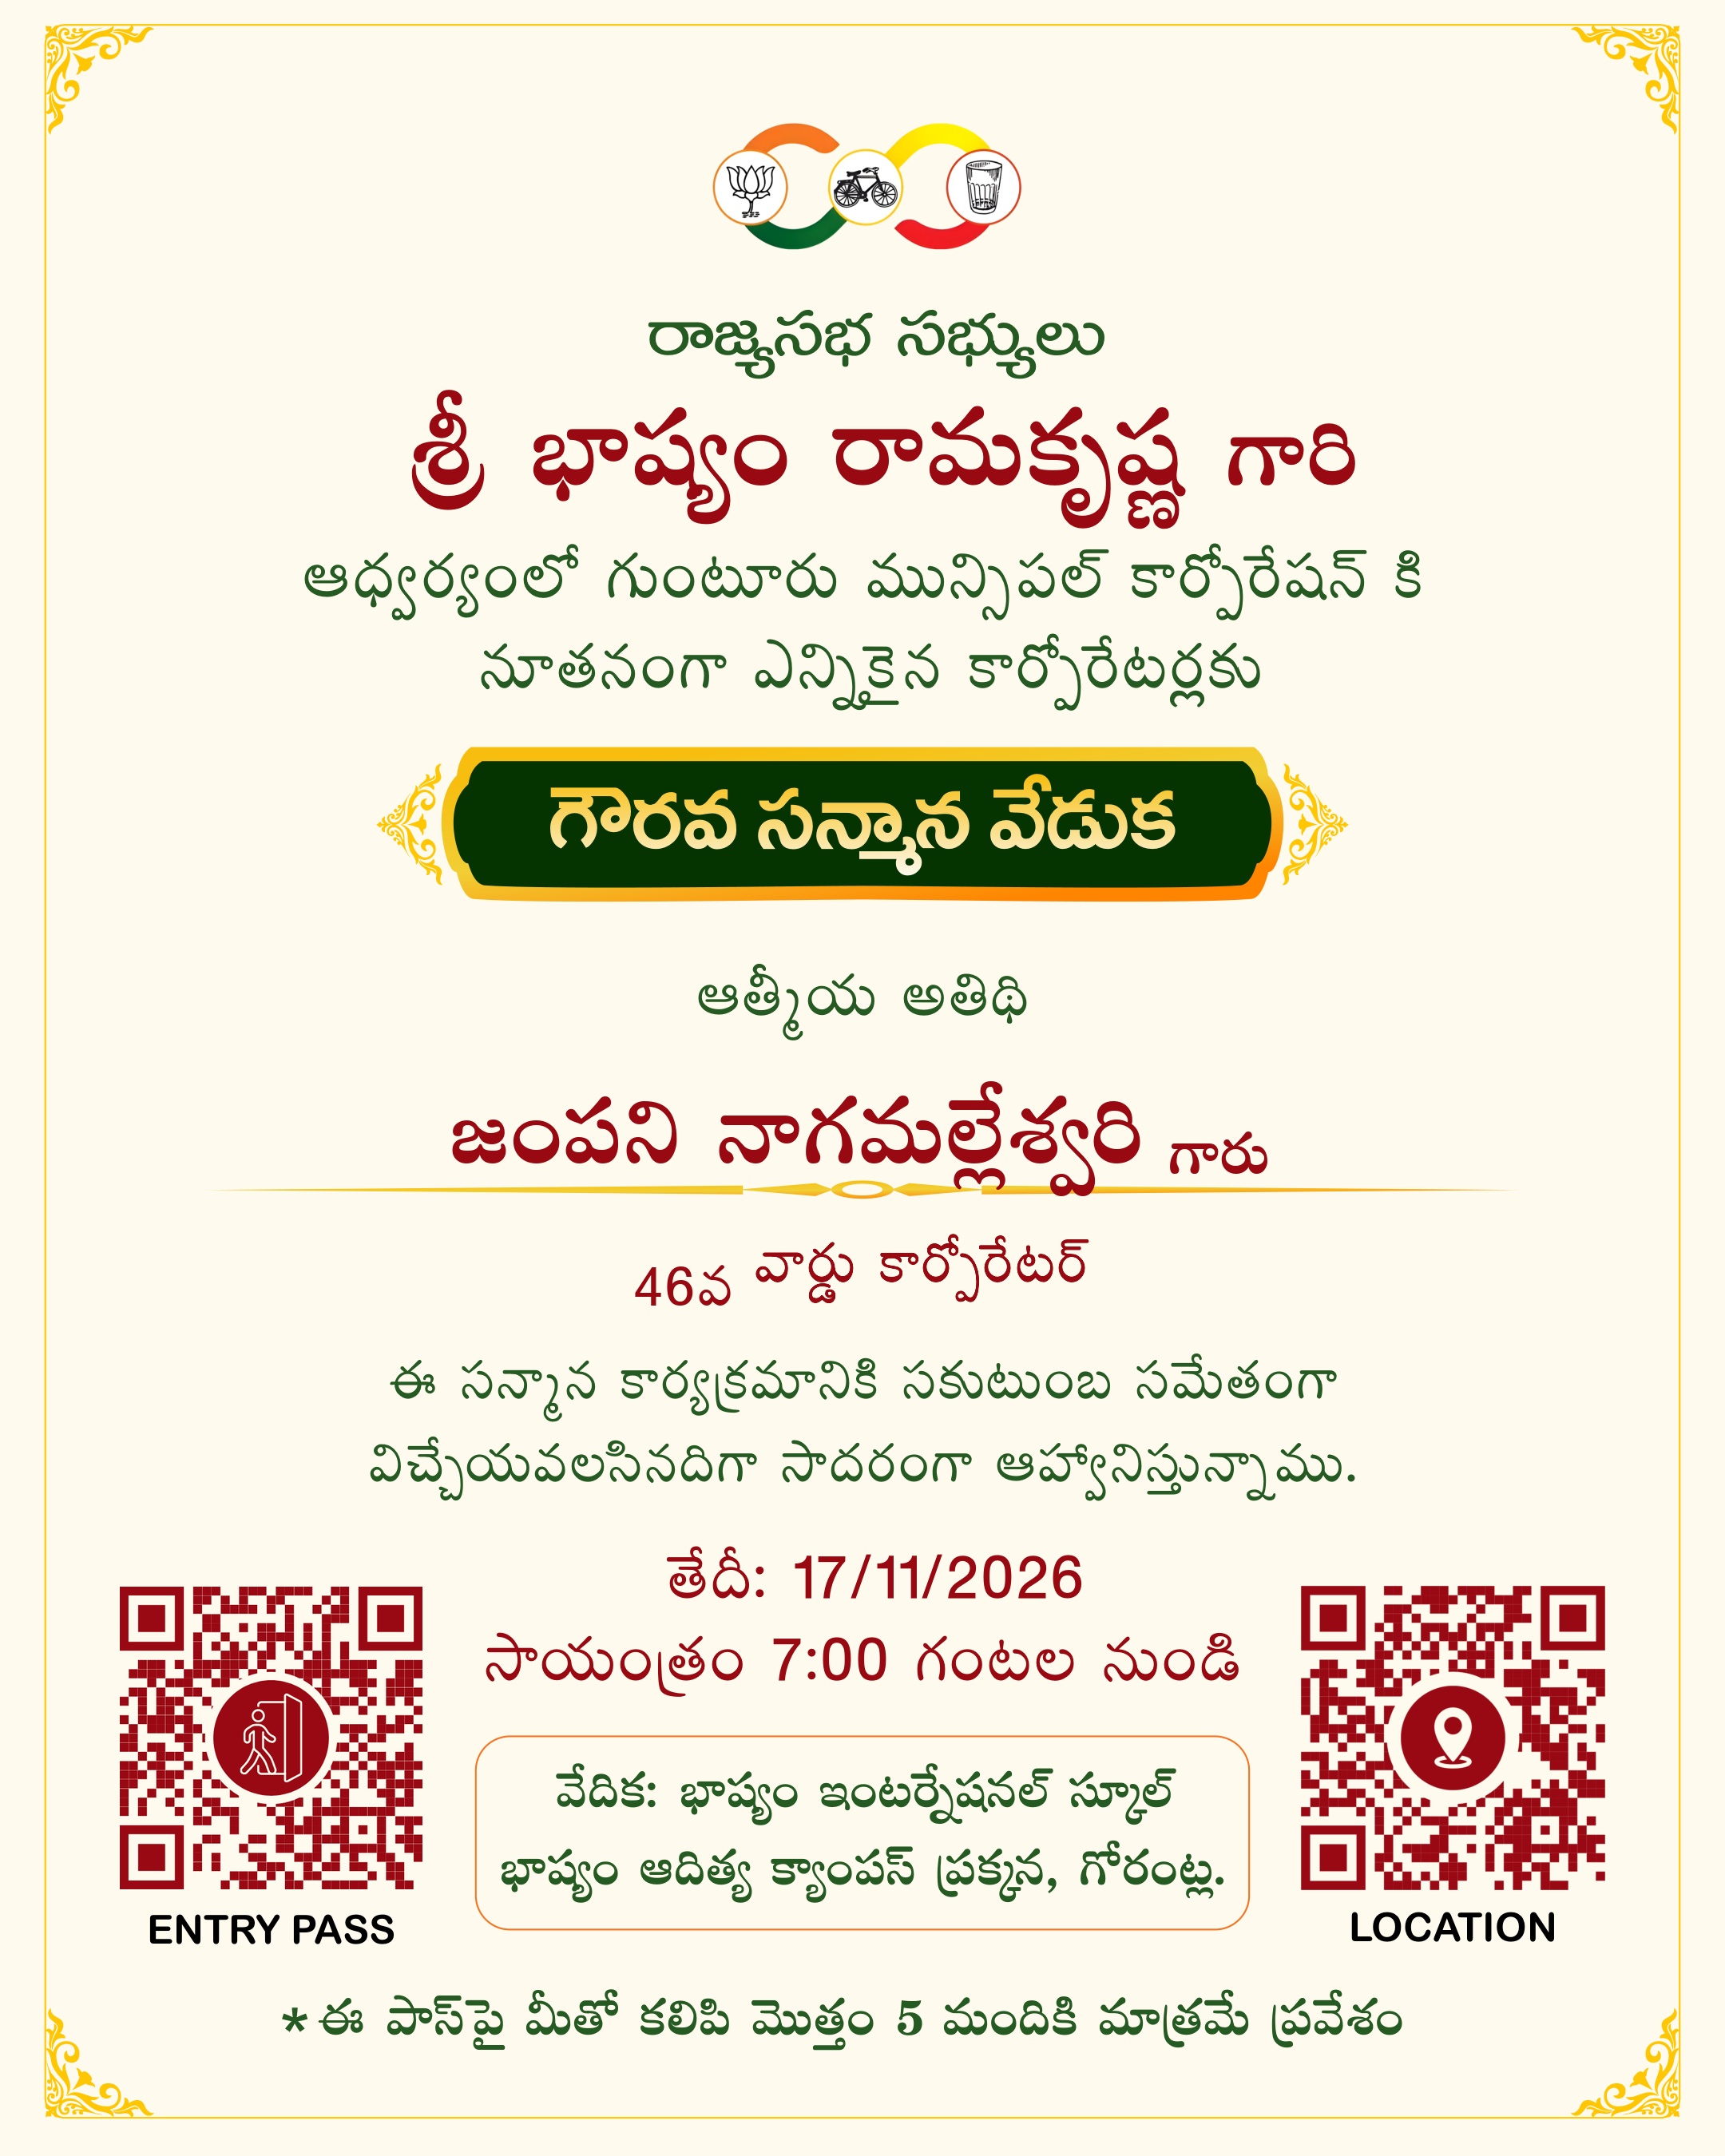 రాజ్యసభ సభ్యులు
శ్రీ భాష్యం రామకృష్ణ గారి
ఆధ్వర్యంలో గుంటూరు మున్సిపల్ కార్పోరేషన్ కి
నూతనంగా ఎన్నికైన కార్పోరేటర్లకు
గౌరవ సన్మాన వేడుక
ఆత్మీయ అతిథి
జంపని నాగమల్లేశ్వరి గారు
46వ వార్డు కార్పోరేటర్
ఈ సన్మాన కార్యక్రమానికి సకుటుంబ సమేతంగా
విచ్చేయవలసినదిగా సాదరంగా ఆహ్వానిస్తున్నాము.
తేదీ: 17/11/2026
సాయంత్రం 7:00 గంటల నుండి
వేదిక: భాష్యం ఇంటర్నేషనల్ స్కూల్
భాష్యం ఆదిత్య క్యాంపస్ ప్రక్కన, గోరంట్ల.
ENTRY PASS
LOCATION
*ఈ పాస్‌పై మీతో కలిపి మొత్తం 5 మందికి మాత్రమే ప్రవేశం